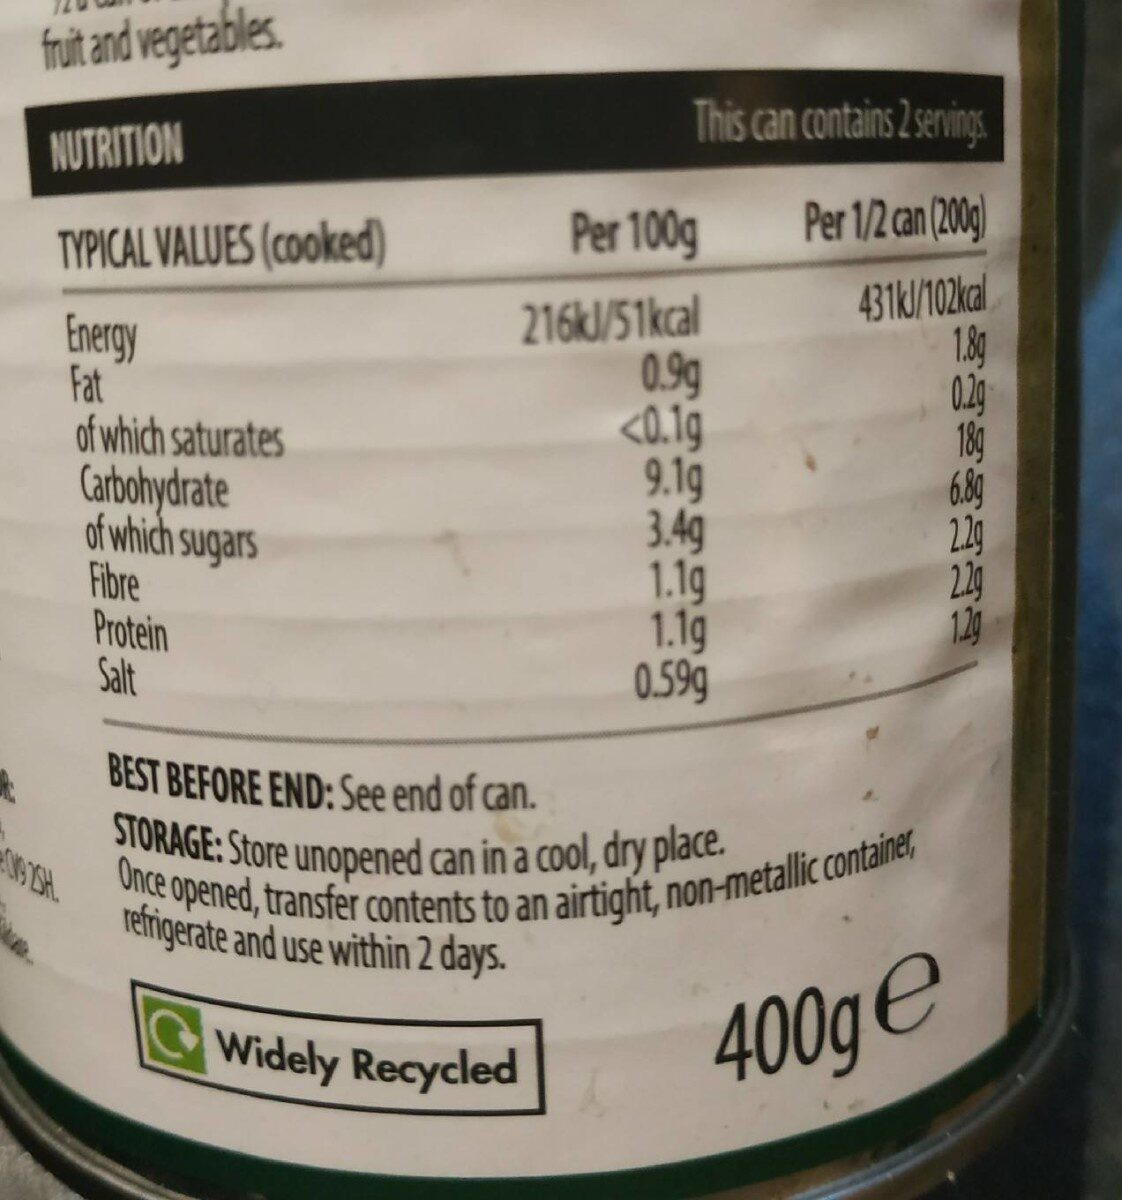 fruit and vegetables.
NUTRITION This can contains 2 servings.
TYPICAL VALUES (cooked) Per 100g Per 1/2 can (200g)
Energy 216kJ/51kcal 431kJ/102kcal
Fat 0.9g 1.8g
of which saturates <0.1g 0.2g
Carbohydrate 9.1g 18g
of which sugars 3.4g 6.8g
Fibre 1.1g 2.2g
Protein 1.1g 2.2g
Salt 0.59g 1.2g
BEST BEFORE END: See end of can.
STORAGE: Store unopened can in a cool, dry place.
Once opened, transfer contents to an airtight, non-metallic container,
refrigerate and use within 2 days.
CV9 2SH.
Widely Recycled
400g e